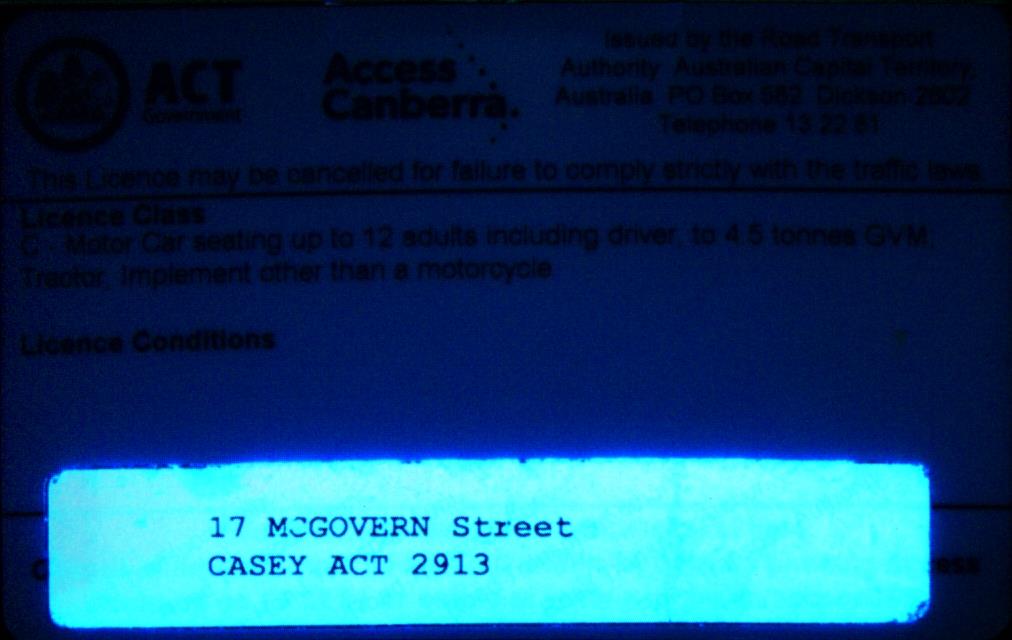 ACT
Government
Access
Canberra.
Issued by the Road Transport
Authority Australian Capital Territory,
Australia PO Box 582 Dickson 2602
Telephone 13 22 81
This Licence may be cancelled for failure to comply strictly with the traffic laws
Licence Class
C - Motor Car seating up to 12 adults including driver, to 4.5 tonnes GVM,
Tractor, Implement other than a motorcycle
Licence Conditions
17 MCGOVERN Street
CASEY ACT 2913